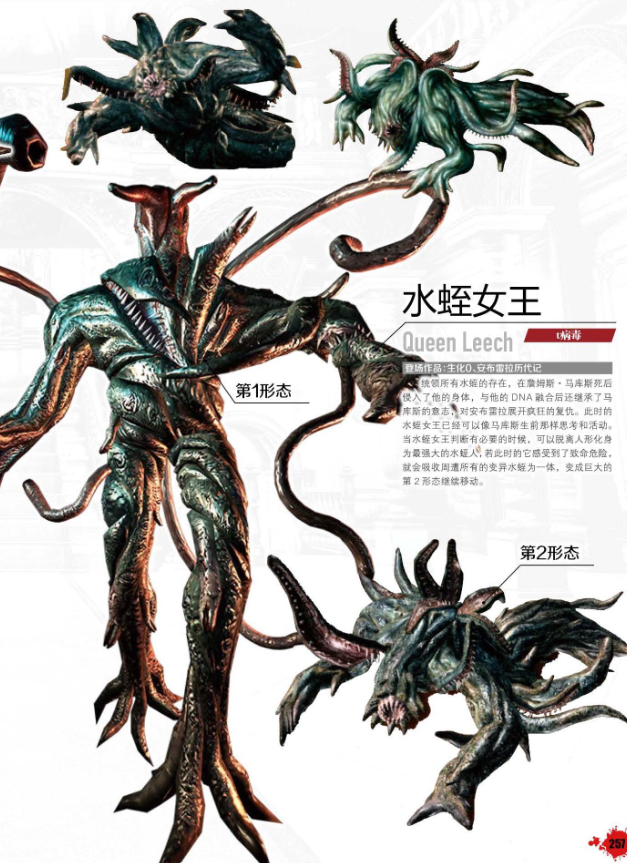 水蛭女王
Queen Leech
t病毒
登场作品:生化0、安布雷拉历代记
统领所有水蛭的存在，在詹姆斯·马库斯死后
侵入了他的身体，与他的 DNA 融合后还继承了马
库斯的意志，对安布雷拉展开疯狂的复仇。此时的
水蛭女王已经可以像马库斯生前那样思考和活动。
当水蛭女王判断有必要的时候，可以脱离人形化身
为最强大的水蛭人，若此时的它感受到了致命危险，
就会吸收周遭所有的变异水蛭为一体，变成巨大的
第 2 形态继续移动。
第1形态
第2形态
257